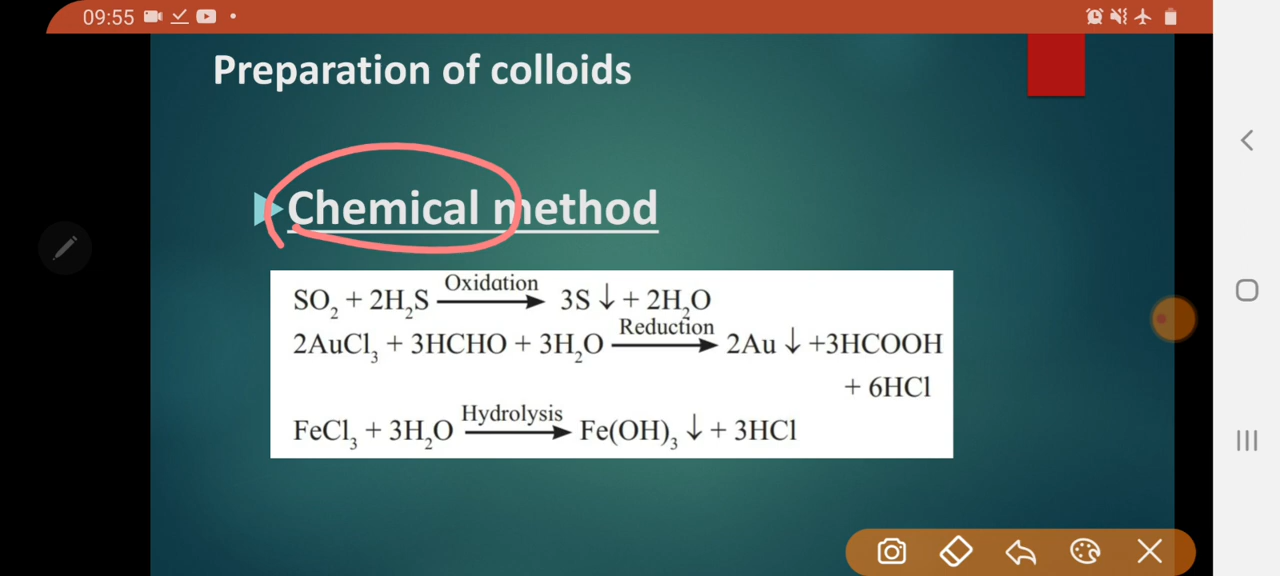 09:55
Preparation of colloids
Chemical method
SO₂ + 2H₂S —Oxidation→ 3S ↓ + 2H₂O
2AuCl₃ + 3HCHO + 3H₂O —Reduction→ 2Au ↓ +3HCOOH
+ 6HCl
FeCl₃ + 3H₂O —Hydrolysis→ Fe(OH)₃ ↓ + 3HCl